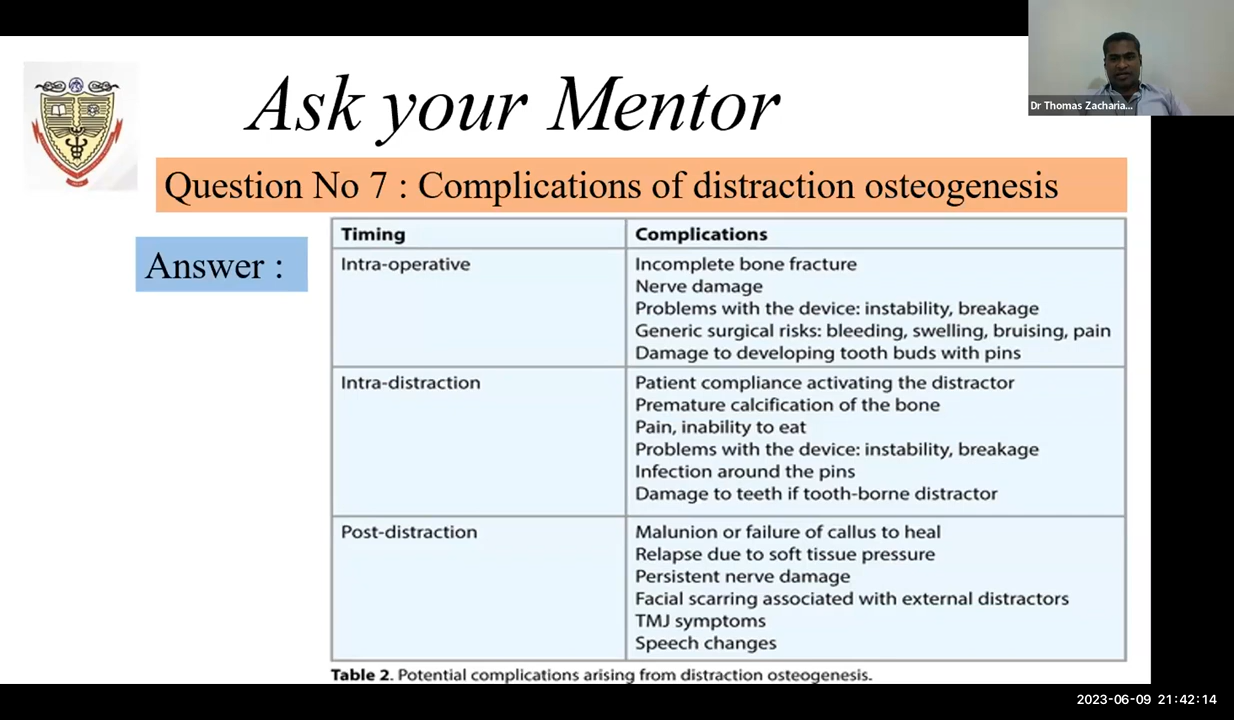 Dr Thomas Zacharia...
Ask your Mentor
Question No 7 : Complications of distraction osteogenesis
Answer :
Timing Complications
Intra-operative Incomplete bone fracture
Nerve damage
Problems with the device: instability, breakage
Generic surgical risks: bleeding, swelling, bruising, pain
Damage to developing tooth buds with pins
Intra-distraction Patient compliance activating the distractor
Premature calcification of the bone
Pain, inability to eat
Problems with the device: instability, breakage
Infection around the pins
Damage to teeth if tooth-borne distractor
Post-distraction Malunion or failure of callus to heal
Relapse due to soft tissue pressure
Persistent nerve damage
Facial scarring associated with external distractors
TMJ symptoms
Speech changes
Table 2. Potential complications arising from distraction osteogenesis.
2023-06-09 21:42:14